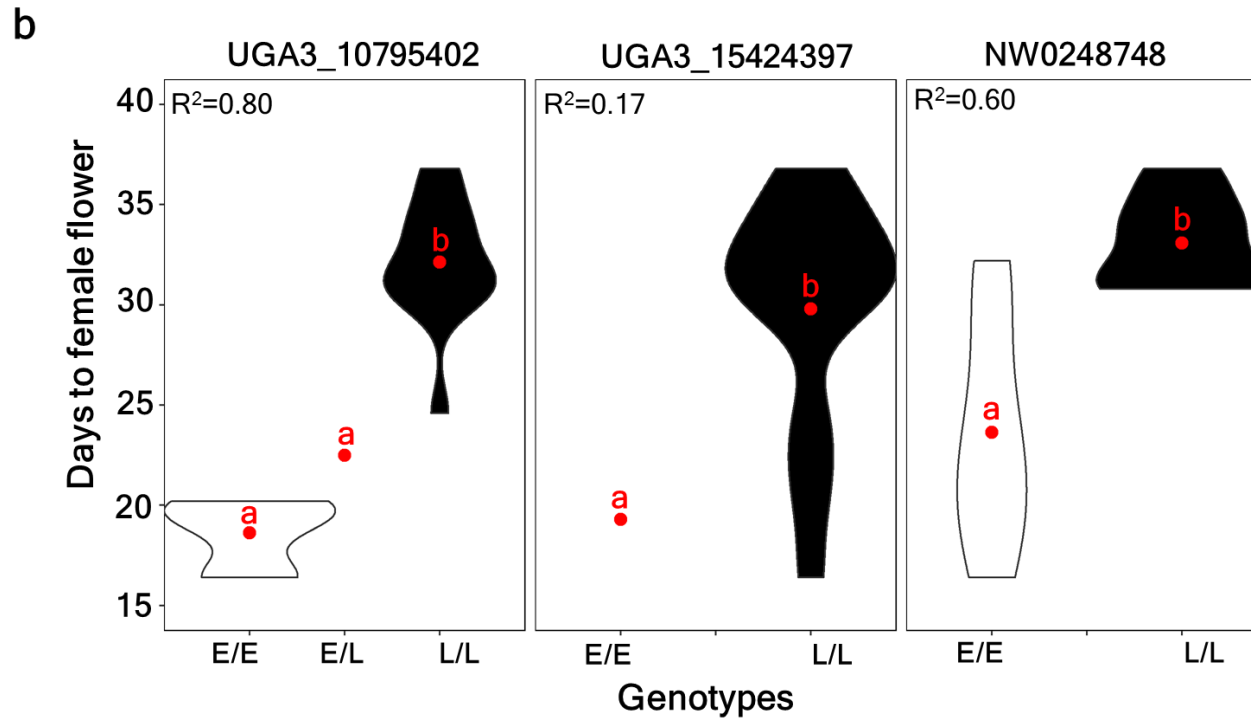 b
UGA3_10795402
UGA3_15424397
NW0248748
Days to female flower
40
35
30
25
20
15
R²=0.80
a
a
b
E/E
E/L
L/L
R²=0.17
a
b
E/E
L/L
R²=0.60
a
b
E/E
L/L
Genotypes